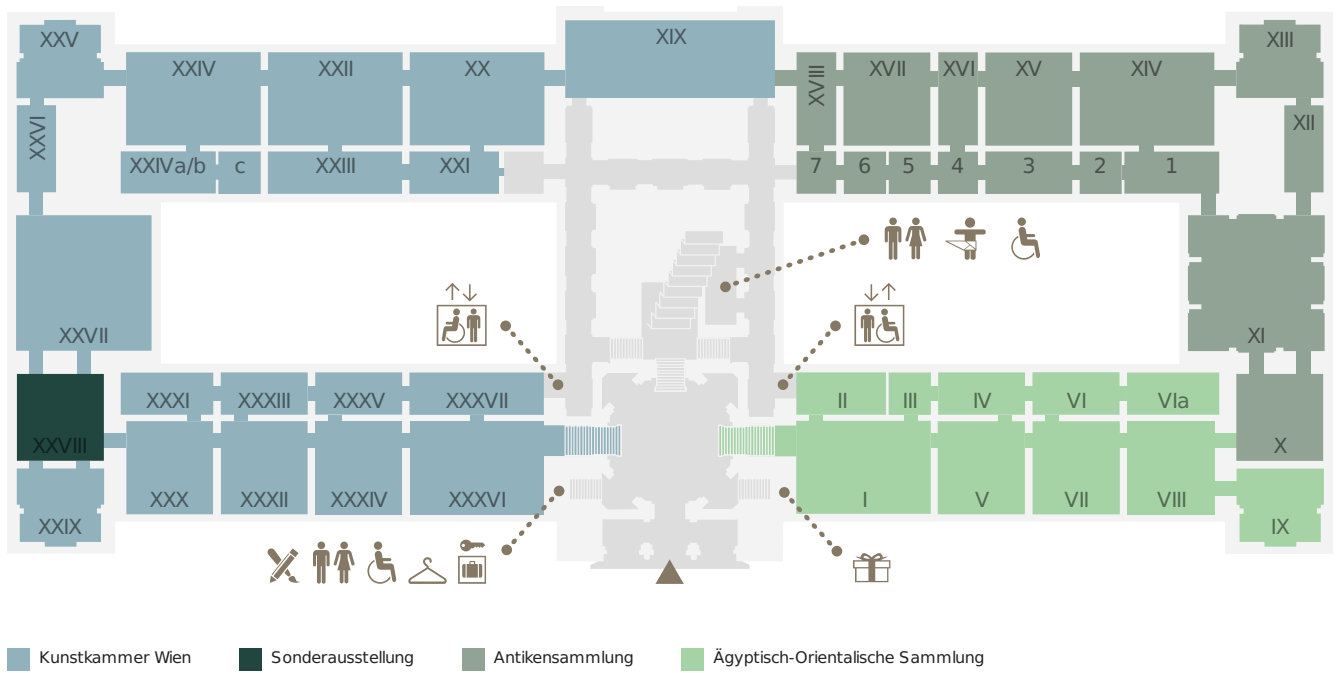 XXV
XIX
XIII
XXIV
XXII
XX
XVIII
XVII
XVI
XV
XIV
XXVI
XII
XXIVa/b
c
XXIII
XXI
7
6
5
4
3
2
1
XXVII
XI
XXXI
XXXIII
XXXV
XXXVII
II
III
IV
VI
VIa
XXVIII
X
XXX
XXXII
XXXIV
XXXVI
I
V
VII
VIII
XXIX
IX
Kunstkammer Wien
Sonderausstellung
Antikensammlung
Ägyptisch-Orientalische Sammlung